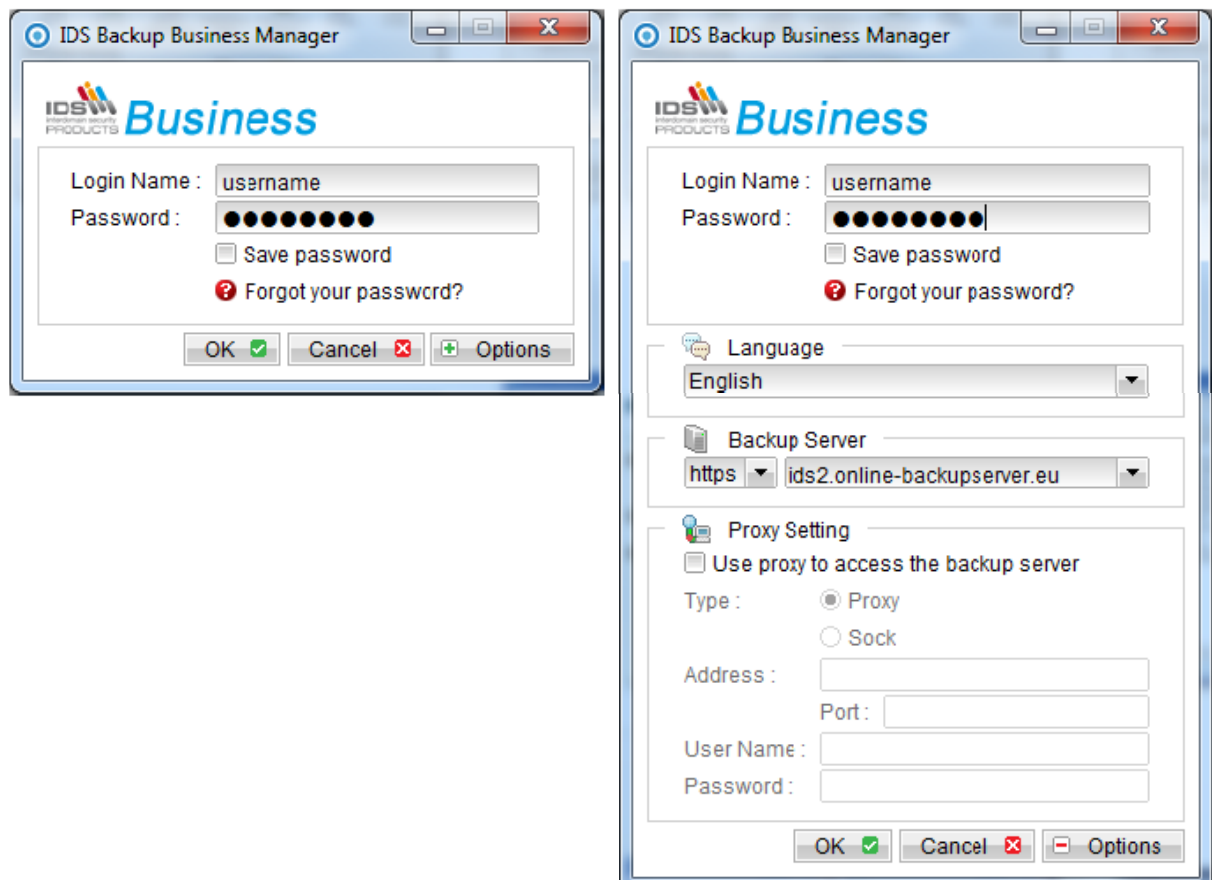 IDS Backup Business Manager
IDS
interdomain security
PRODUCTS
Business
Login Name : username
Password : ●●●●●●●●
Save password
Forgot your password?
OK Cancel Options
IDS Backup Business Manager
IDS
interdomain security
PRODUCTS
Business
Login Name : username
Password : ●●●●●●●●
Save password
Forgot your password?
Language
English
Backup Server
https ids2.online-backupserver.eu
Proxy Setting
Use proxy to access the backup server
Type : Proxy
Sock
Address :
Port :
User Name :
Password :
OK Cancel Options